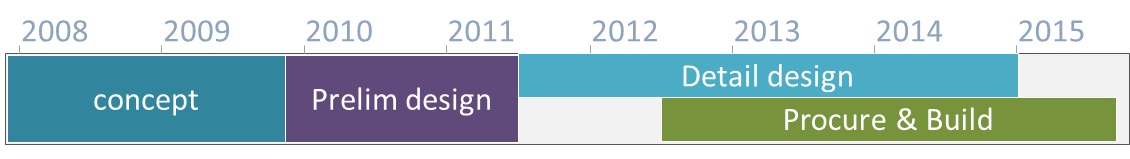 2008 2009 2010 2011 2012 2013 2014 2015
concept
Prelim design
Detail design
Procure & Build